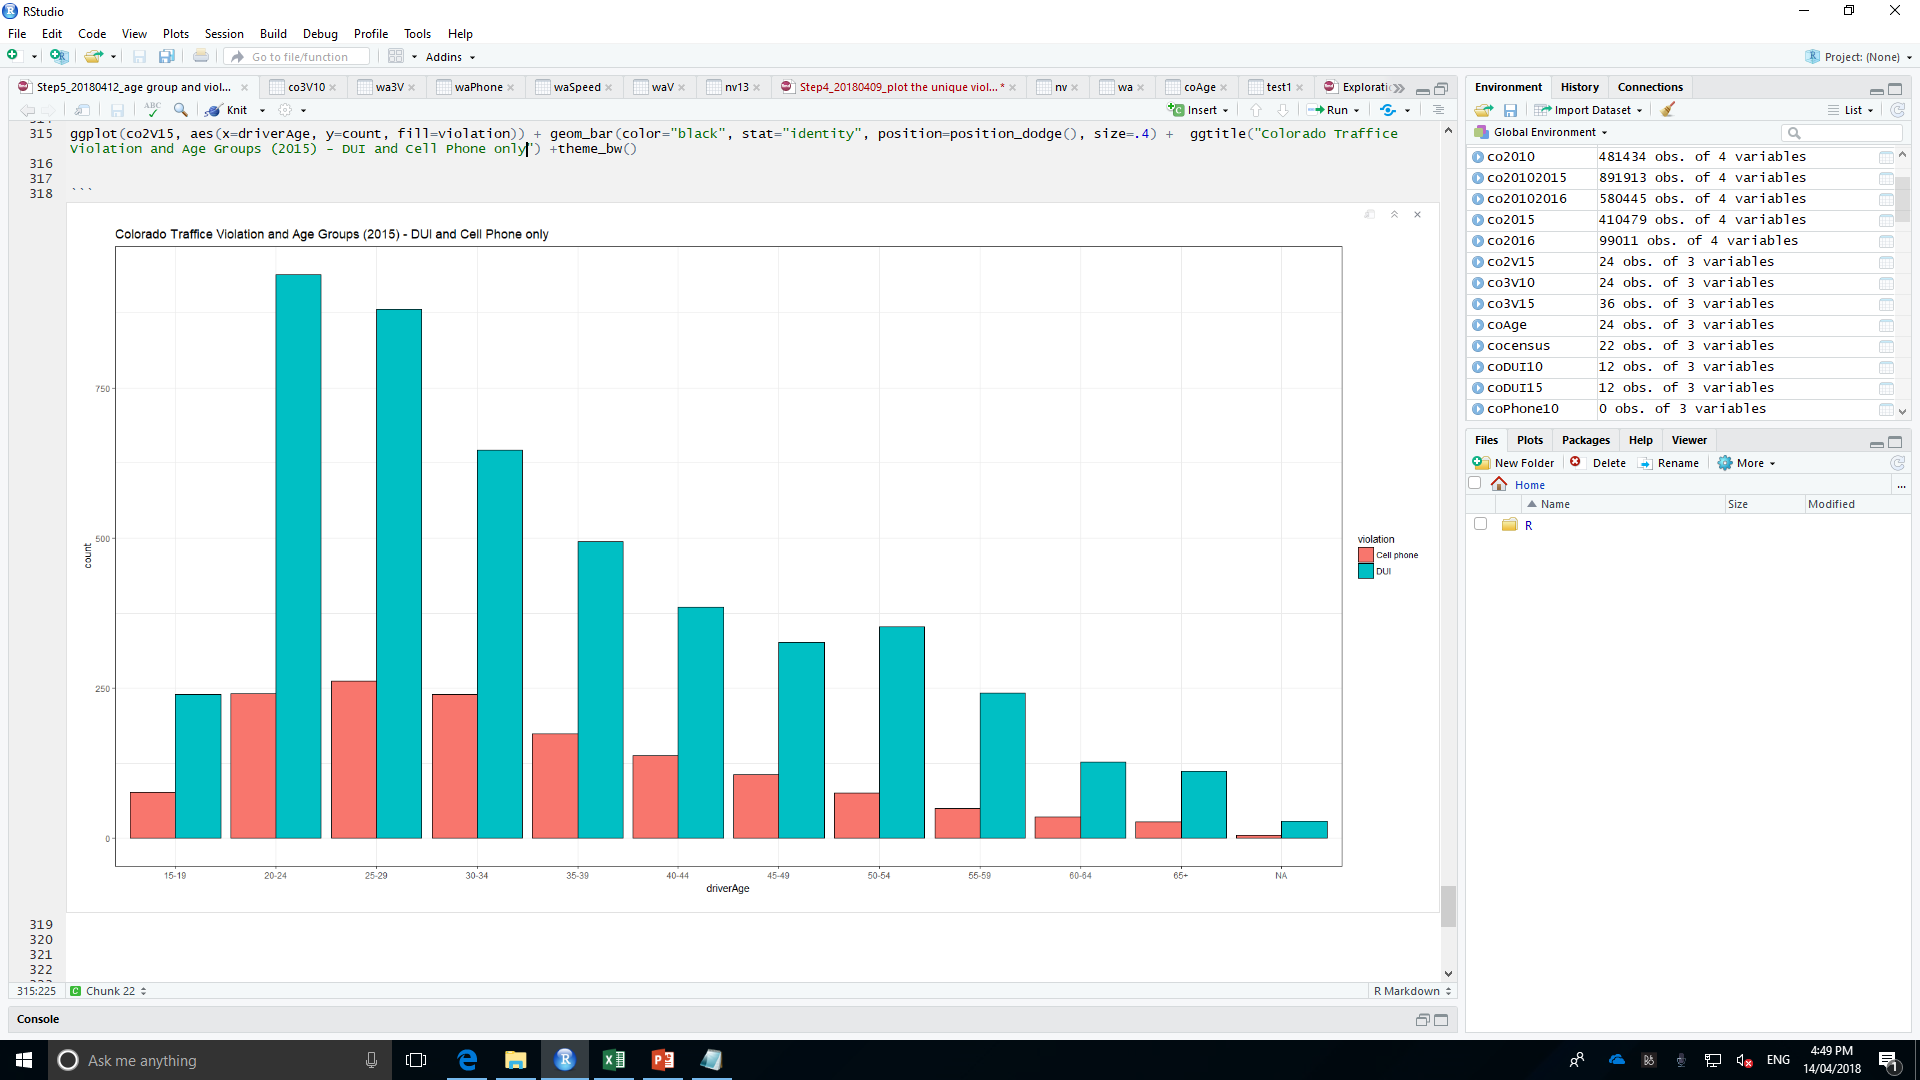 RStudio
File Edit Code View Plots Session Build Debug Profile Tools Help
Go to file/function Addins Project: (None)
Step5_20180412_age group and viol... co3V10 wa3V waPhone waSpeed waV nv13 Step4_20180409_plot the unique viol...* nv wa coAge test1 Explorati
ABC Knit Insert Run
315 ggplot(co2V15, aes(x=driverAge, y=count, fill=violation)) + geom_bar(color="black", stat="identity", position=position_dodge(), size=.4) + ggtitle("Colorado Traffice
Violation and Age Groups (2015) - DUI and Cell Phone only") +theme_bw()
316
317
318 ```
Colorado Traffice Violation and Age Groups (2015) - DUI and Cell Phone only
750
500
250
0
count
15-19 20-24 25-29 30-34 35-39 40-44 45-49 50-54 55-59 60-64 65+ NA
driverAge
violation
Cell phone
DUI
319
320
321
322
315:225 C Chunk 22 R Markdown
Console
Environment History Connections
Import Dataset List
Global Environment
co2010 481434 obs. of 4 variables
co20102015 891913 obs. of 4 variables
co20102016 580445 obs. of 4 variables
co2015 410479 obs. of 4 variables
co2016 99011 obs. of 4 variables
co2V15 24 obs. of 3 variables
co3V10 24 obs. of 3 variables
co3V15 36 obs. of 3 variables
coAge 24 obs. of 3 variables
cocensus 22 obs. of 3 variables
coDUI10 12 obs. of 3 variables
coDUI15 12 obs. of 3 variables
coPhone10 0 obs. of 3 variables
Files Plots Packages Help Viewer
New Folder Delete Rename More
Home ...
Name Size Modified
R
Ask me anything
ENG
4:49 PM
14/04/2018
1